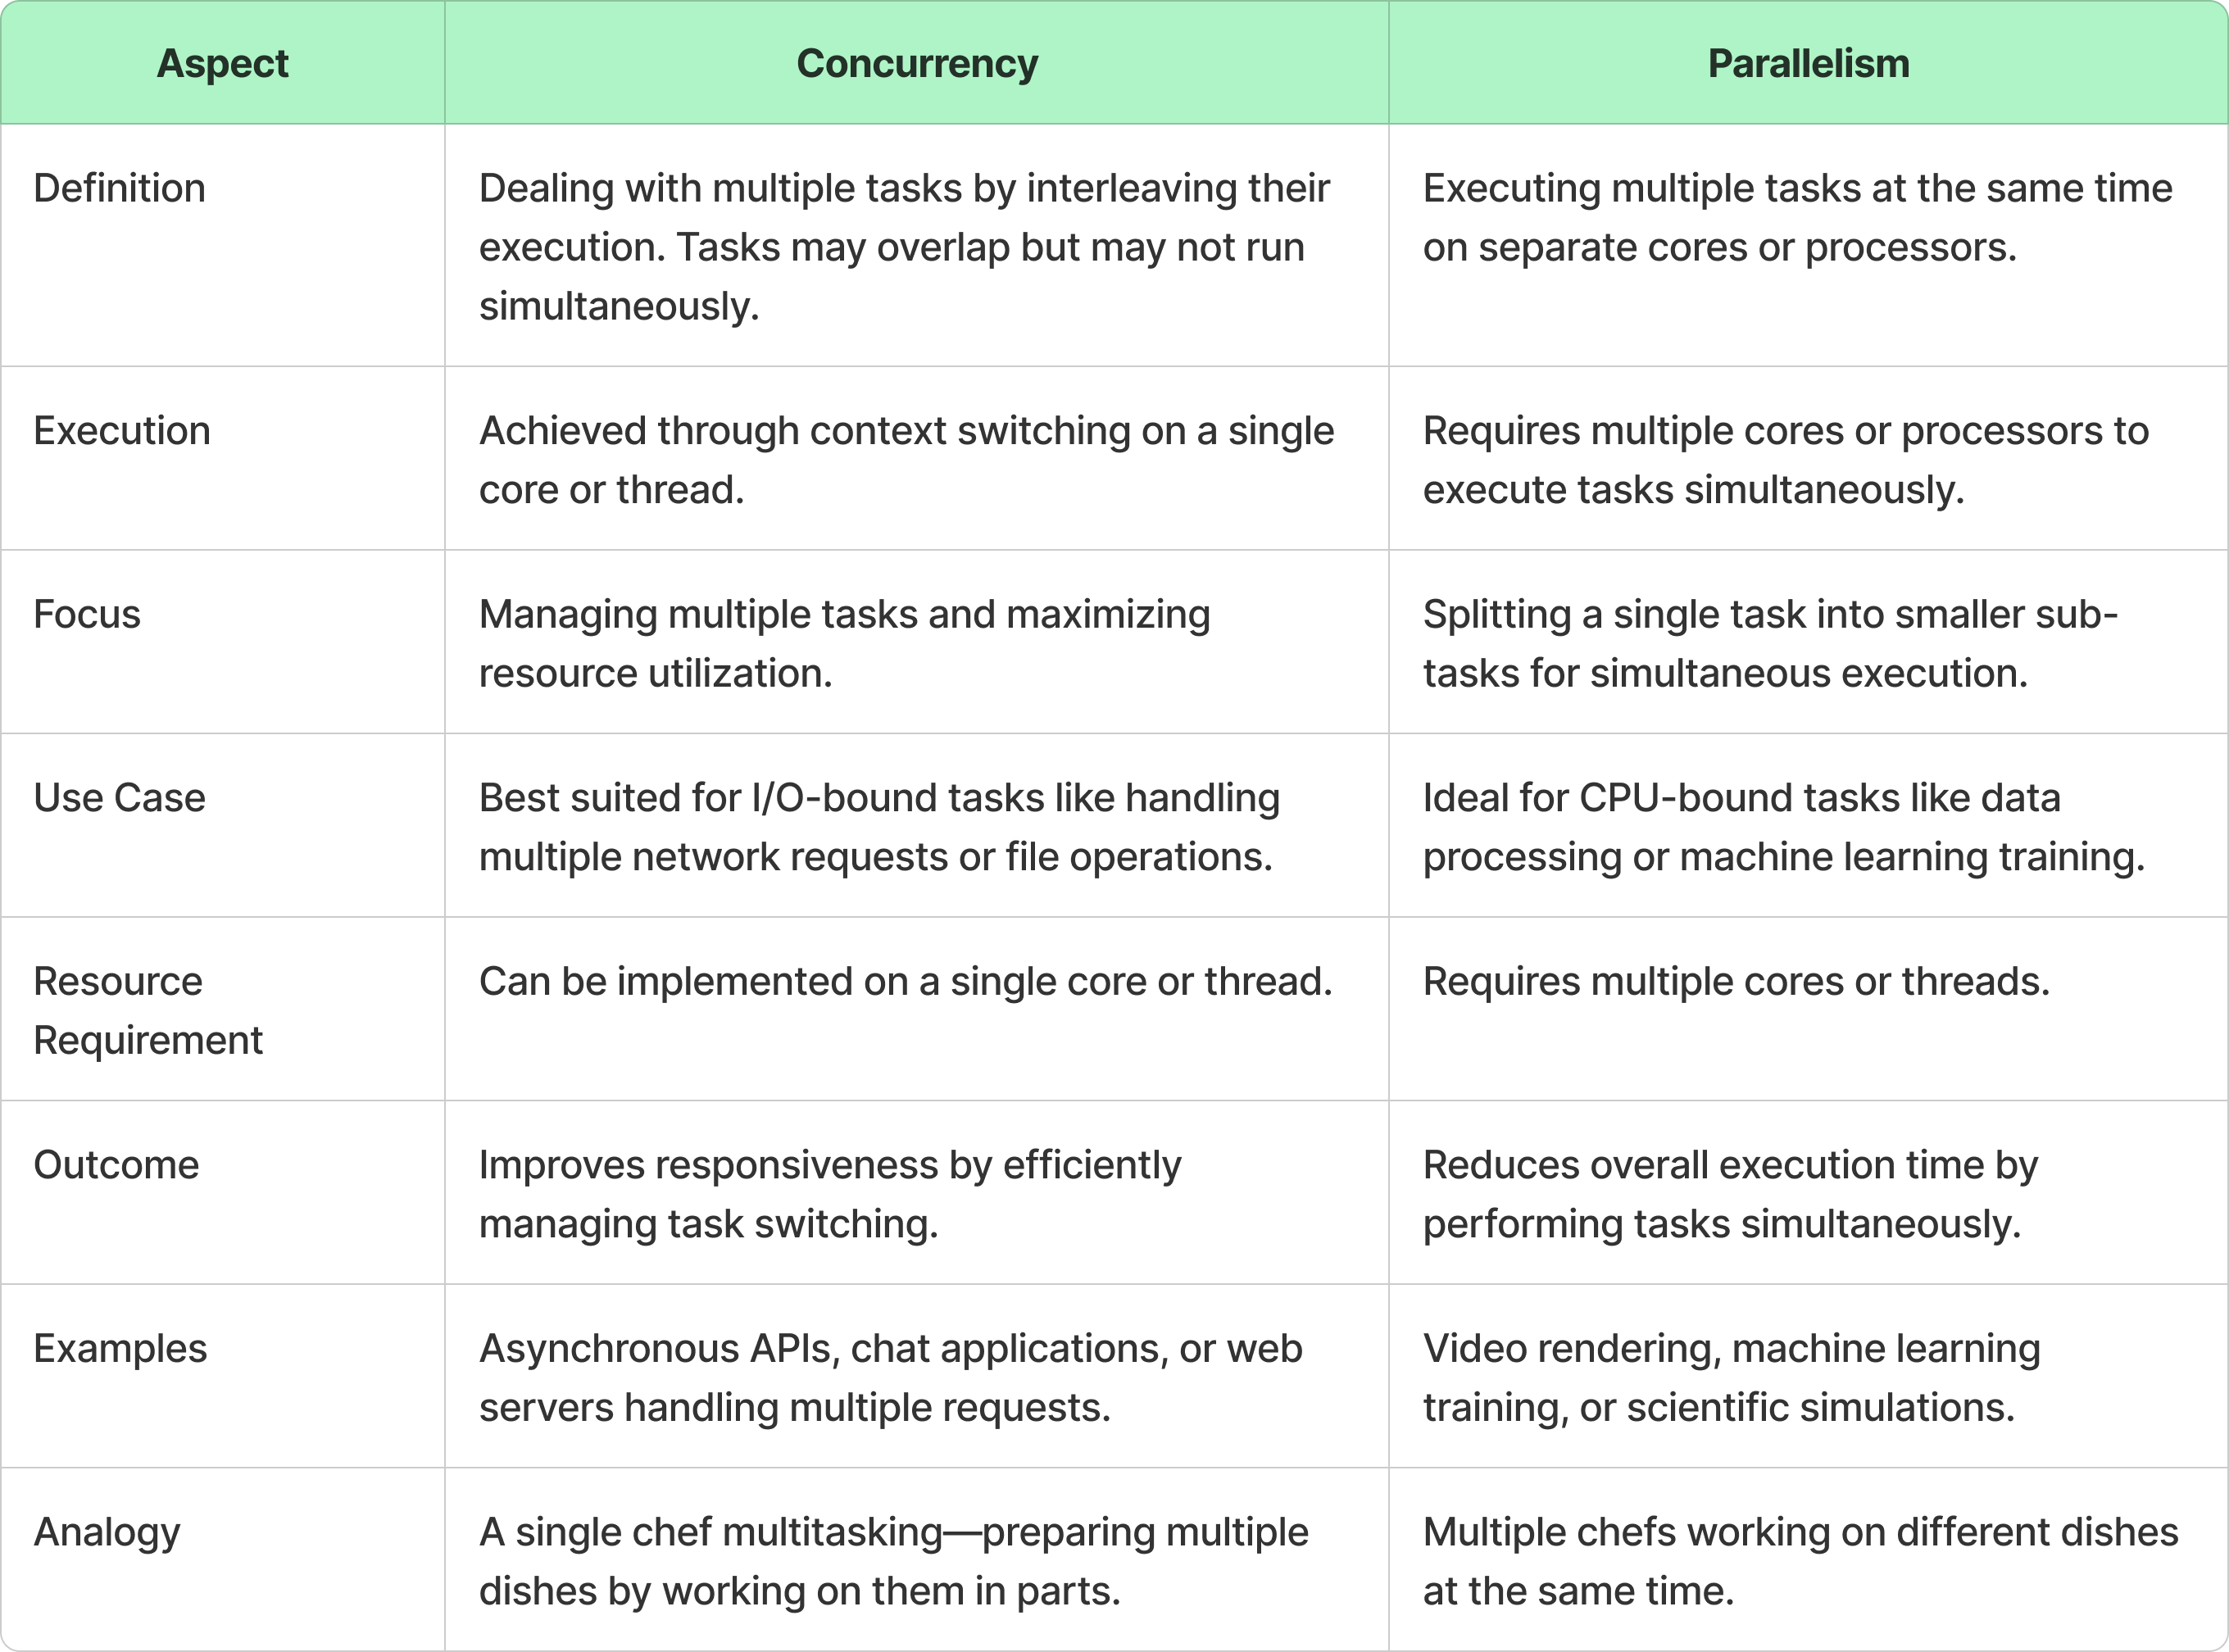 Aspect
Concurrency
Parallelism
Definition
Dealing with multiple tasks by interleaving their
execution. Tasks may overlap but may not run
simultaneously.
Executing multiple tasks at the same time
on separate cores or processors.
Execution
Achieved through context switching on a single
core or thread.
Requires multiple cores or processors to
execute tasks simultaneously.
Focus
Managing multiple tasks and maximizing
resource utilization.
Splitting a single task into smaller sub-
tasks for simultaneous execution.
Use Case
Best suited for I/O-bound tasks like handling
multiple network requests or file operations.
Ideal for CPU-bound tasks like data
processing or machine learning training.
Resource
Requirement
Can be implemented on a single core or thread.
Requires multiple cores or threads.
Outcome
Improves responsiveness by efficiently
managing task switching.
Reduces overall execution time by
performing tasks simultaneously.
Examples
Asynchronous APIs, chat applications, or web
servers handling multiple requests.
Video rendering, machine learning
training, or scientific simulations.
Analogy
A single chef multitasking—preparing multiple
dishes by working on them in parts.
Multiple chefs working on different dishes
at the same time.